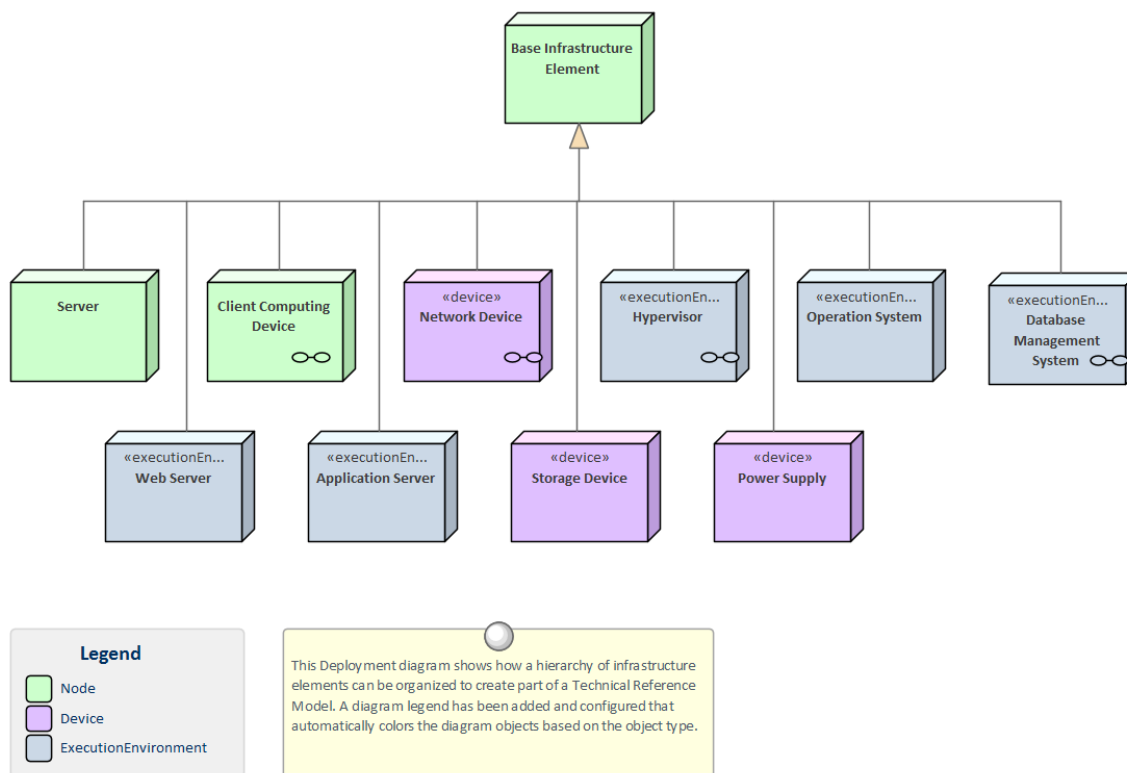 Base Infrastructure
Element
Server
Client Computing
Device
«device»
Network Device
«executionEn...
Hypervisor
«executionEn...
Operation System
«executionEn...
Database
Management
System
«executionEn...
Web Server
«executionEn...
Application Server
«device»
Storage Device
«device»
Power Supply
Legend
Node
Device
ExecutionEnvironment
This Deployment diagram shows how a hierarchy of infrastructure
elements can be organized to create part of a Technical Reference
Model. A diagram legend has been added and configured that
automatically colors the diagram objects based on the object type.